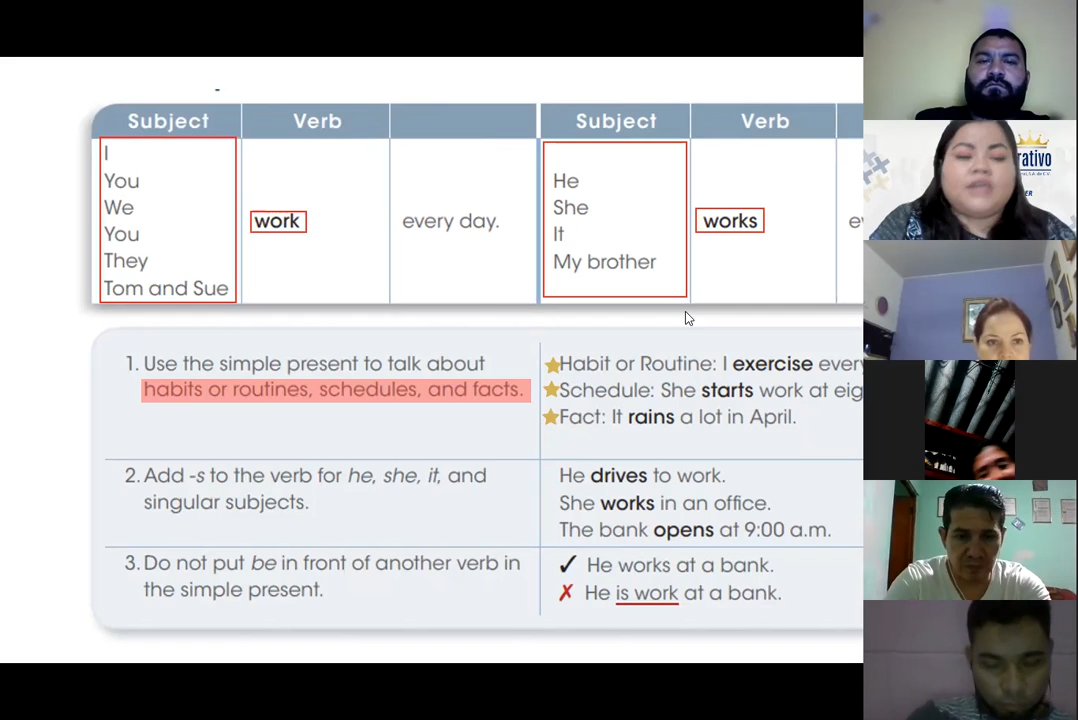 Subject Verb Subject Verb
I
You
We
You
They
Tom and Sue
work every day.
He
She
It
My brother
works
1. Use the simple present to talk about
habits or routines, schedules, and facts.
Habit or Routine: I exercise every
Schedule: She starts work at
Fact: It rains a lot in April.
2. Add -s to the verb for he, she, it, and
singular subjects.
He drives to work.
She works in an office.
The bank opens at 9:00 a.m.
3. Do not put be in front of another verb in
the simple present.
✓ He works at a bank.
✗ He is work at a bank.